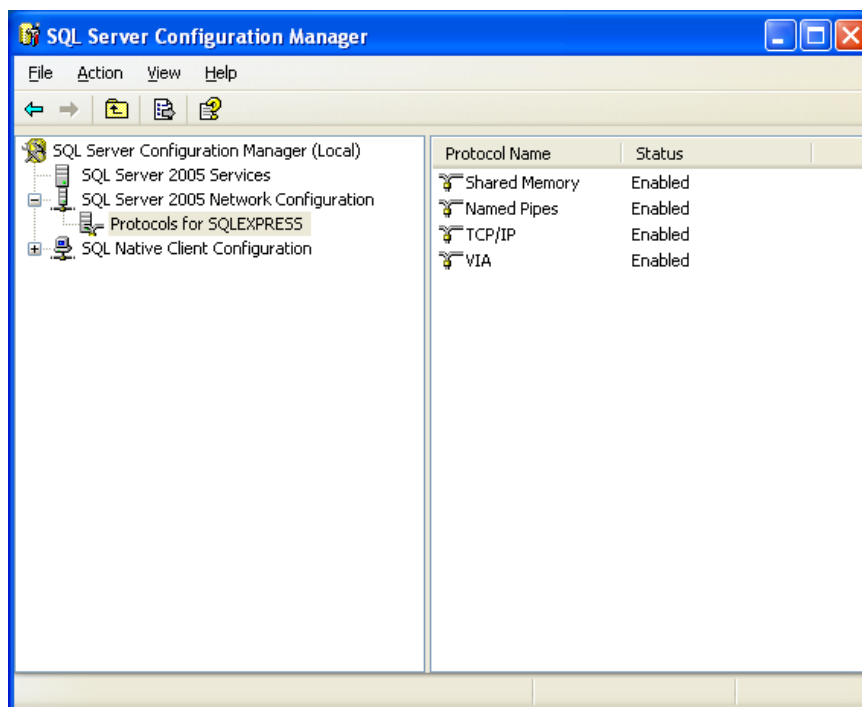 SQL Server Configuration Manager
File Action View Help
SQL Server Configuration Manager (Local)
SQL Server 2005 Services
SQL Server 2005 Network Configuration
Protocols for SQLEXPRESS
SQL Native Client Configuration
Protocol Name Status
Shared Memory Enabled
Named Pipes Enabled
TCP/IP Enabled
VIA Enabled